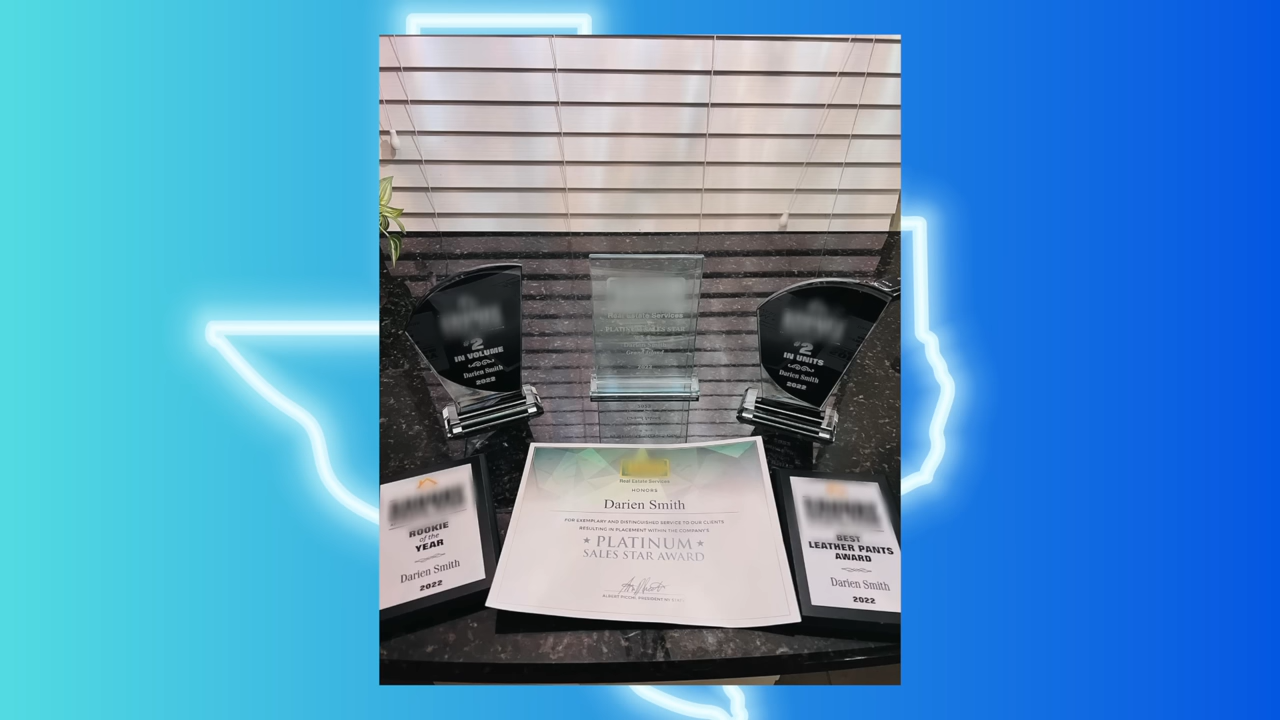 #2
IN VOLUME
Darien Smith
2022
Real Estate Services
PLATINUM SALES STAR
2022
#2
IN UNITS
Darien Smith
2022
ROOKIE
of the
YEAR
Darien Smith
2022
Real Estate Services
HONORS
Darien Smith
FOR EXEMPLARY AND DISTINGUISHED SERVICE TO OUR CLIENTS
RESULTING IN PLACEMENT WITHIN THE COMPANY'S
★ PLATINUM ★
SALES STAR AWARD
BEST
LEATHER PANTS
AWARD
Darien Smith
2022